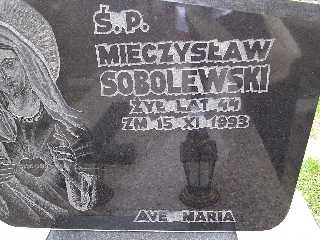 Ś.P.
MIECZYSŁAW
SOBOLEWSKI
ŻYŁ LAT 44
ZM 15 XI 1993
AVE MARIA